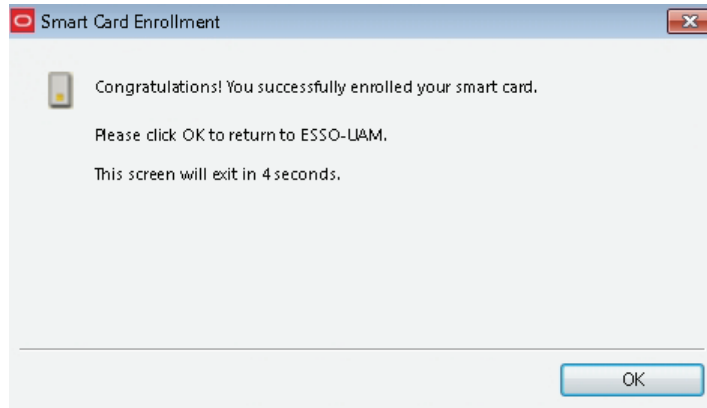 Smart Card Enrollment
Congratulations! You successfully enrolled your smart card.
Please click OK to return to ESSO-UAM.
This screen will exit in 4 seconds.
OK